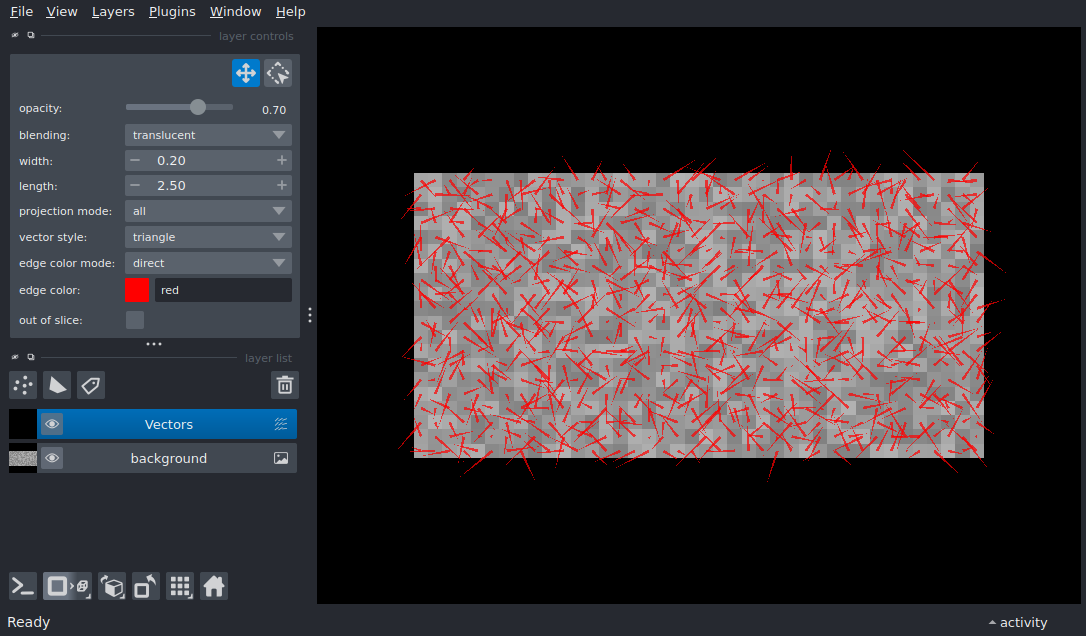 File View Layers Plugins Window Help
layer controls
opacity: 0.70
blending: translucent
width: − 0.20 +
length: − 2.50 +
projection mode: all
vector style: triangle
edge color mode: direct
edge color: red
out of slice:
layer list
Vectors
background
Ready
activity